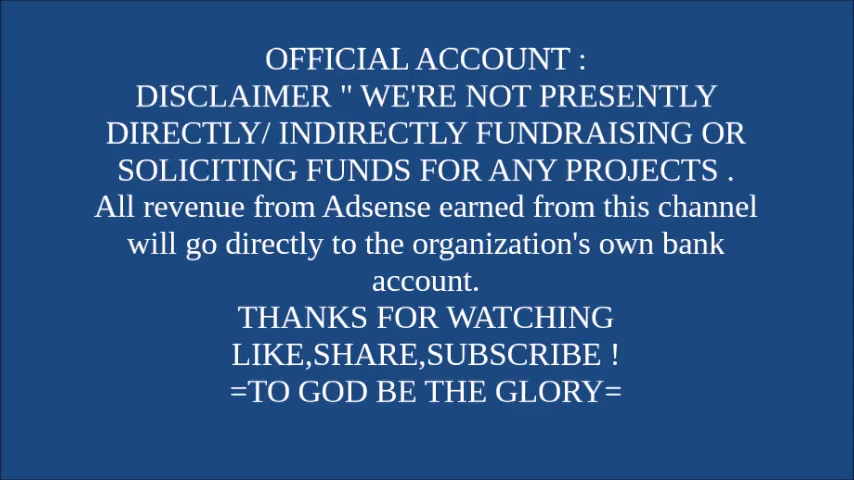 OFFICIAL ACCOUNT :
DISCLAIMER " WE'RE NOT PRESENTLY
DIRECTLY/ INDIRECTLY FUNDRAISING OR
SOLICITING FUNDS FOR ANY PROJECTS .
All revenue from Adsense earned from this channel
will go directly to the organization's own bank
account.
THANKS FOR WATCHING
LIKE,SHARE,SUBSCRIBE !
=TO GOD BE THE GLORY=